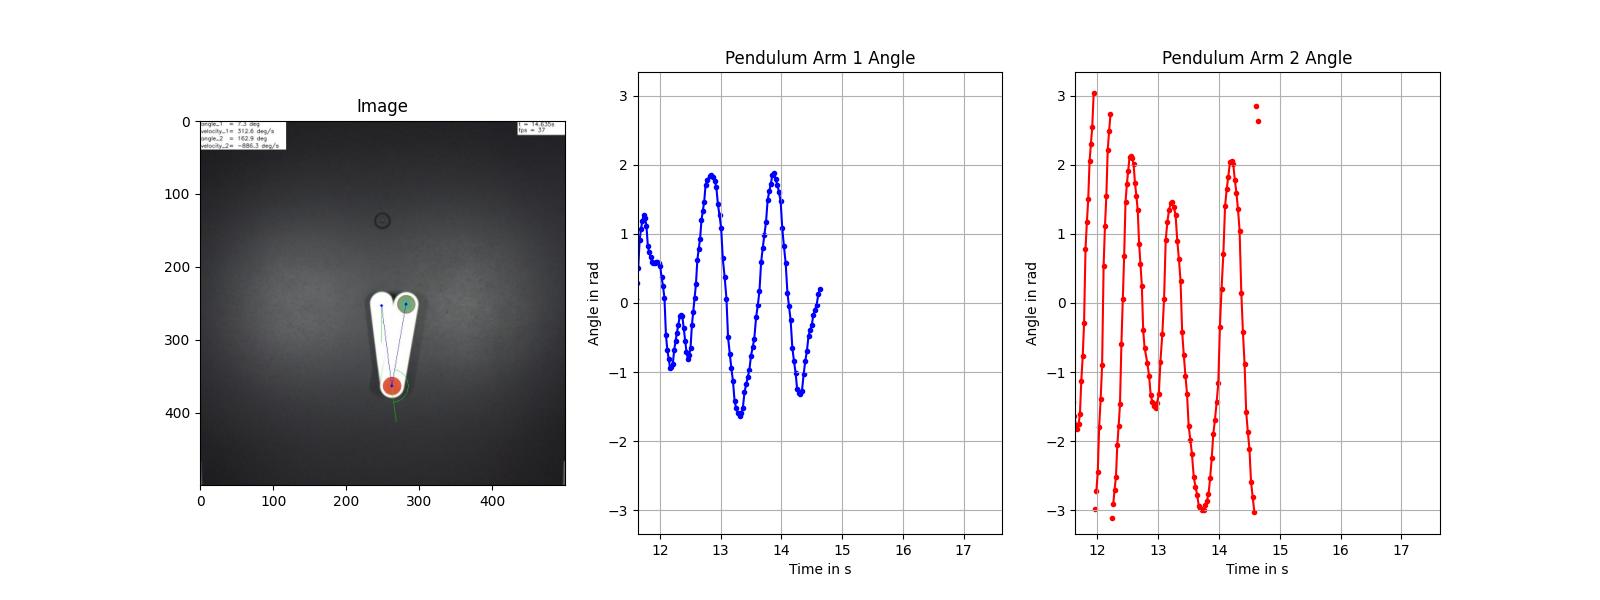 Image
angle_1 = 7.3 deg
velocity_1= 312.6 deg/s
angle_2 = 162.9 deg
velocity_2= -886.3 deg/s
t = 14.635s
fps = 37
0
100
200
300
400
0
100
200
300
400
Pendulum Arm 1 Angle
Angle in rad
3
2
1
0
−1
−2
−3
12
13
14
15
16
17
Time in s
Pendulum Arm 2 Angle
Angle in rad
3
2
1
0
−1
−2
−3
12
13
14
15
16
17
Time in s